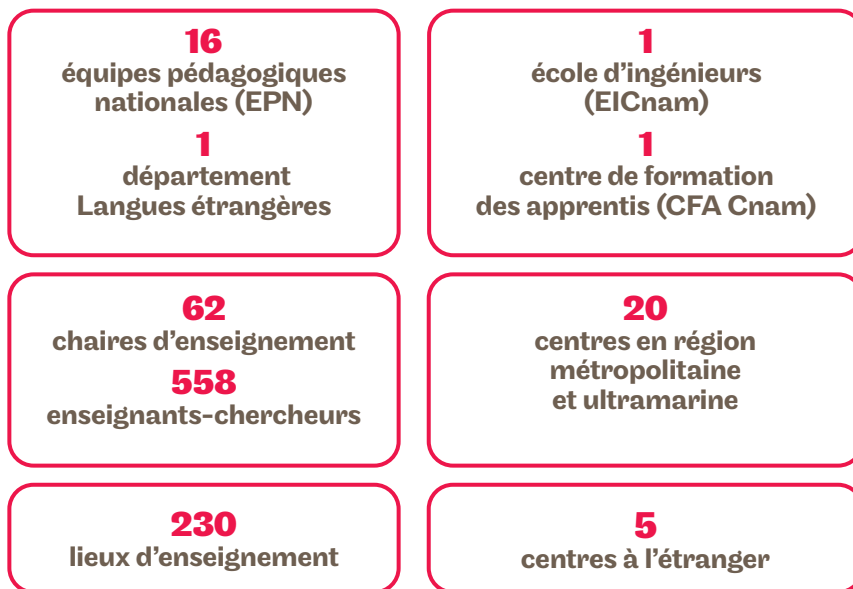 16
équipes pédagogiques
nationales (EPN)
1
département
Langues étrangères
1
école d’ingénieurs
(EICnam)
1
centre de formation
des apprentis (CFA Cnam)
62
chaires d’enseignement
558
enseignants-chercheurs
20
centres en région
métropolitaine
et ultramarine
230
lieux d’enseignement
5
centres à l’étranger